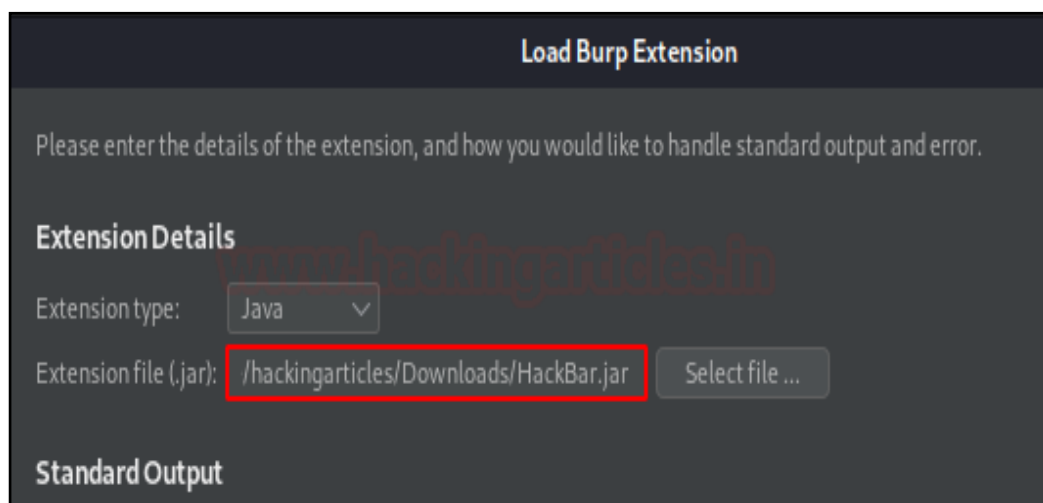 Load Burp Extension
Please enter the details of the extension, and how you would like to handle standard output and error.
Extension Details
www.hackingarticles.in
Extension type: Java
Extension file (.jar): /hackingarticles/Downloads/HackBar.jar Select file ...
Standard Output